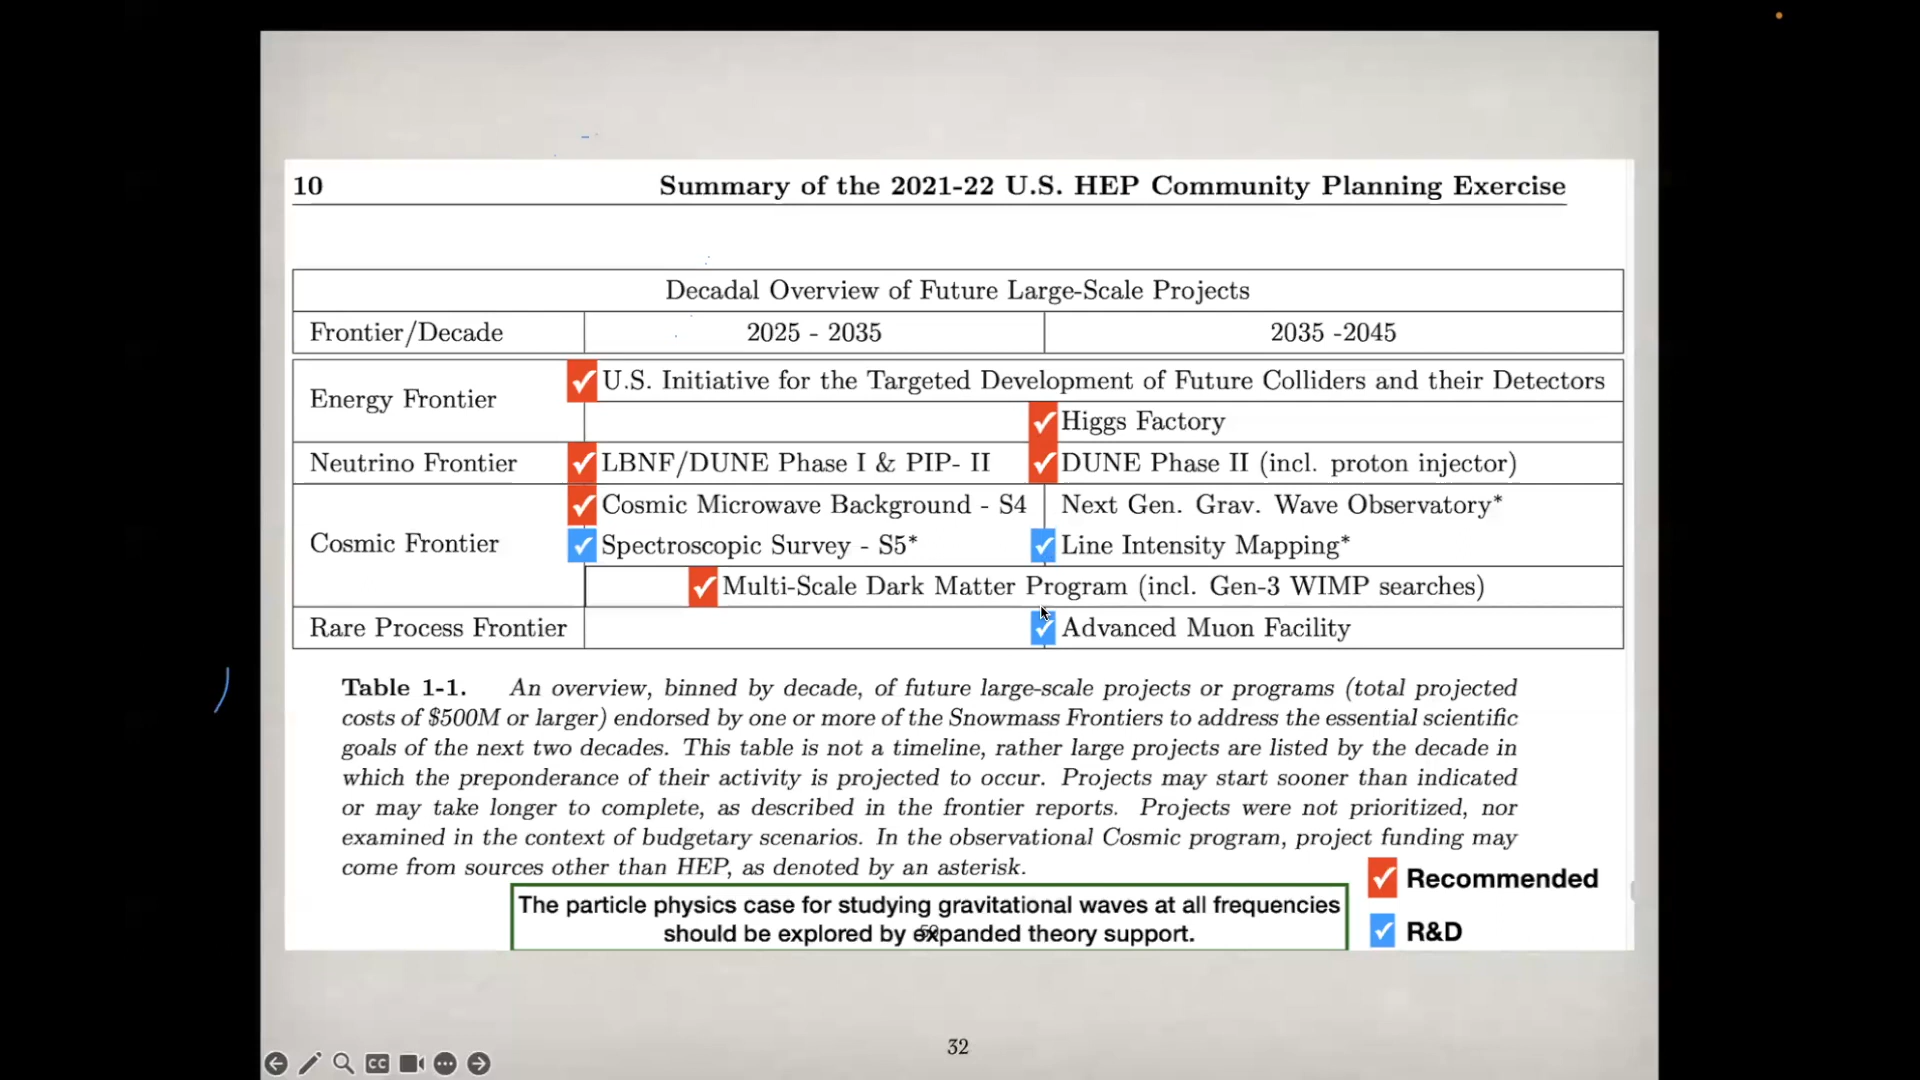 10 Summary of the 2021-22 U.S. HEP Community Planning Exercise
Decadal Overview of Future Large-Scale Projects
Frontier/Decade 2025 - 2035 2035 -2045
Energy Frontier
U.S. Initiative for the Targeted Development of Future Colliders and their Detectors
Higgs Factory
Neutrino Frontier LBNF/DUNE Phase I & PIP- II DUNE Phase II (incl. proton injector)
Cosmic Frontier
Cosmic Microwave Background - S4 Next Gen. Grav. Wave Observatory*
Spectroscopic Survey - S5* Line Intensity Mapping*
Multi-Scale Dark Matter Program (incl. Gen-3 WIMP searches)
Rare Process Frontier Advanced Muon Facility
Table 1-1. An overview, binned by decade, of future large-scale projects or programs (total projected
costs of $500M or larger) endorsed by one or more of the Snowmass Frontiers to address the essential scientific
goals of the next two decades. This table is not a timeline, rather large projects are listed by the decade in
which the preponderance of their activity is projected to occur. Projects may start sooner than indicated
or may take longer to complete, as described in the frontier reports. Projects were not prioritized, nor
examined in the context of budgetary scenarios. In the observational Cosmic program, project funding may
come from sources other than HEP, as denoted by an asterisk.
Recommended
The particle physics case for studying gravitational waves at all frequencies
should be explored by expanded theory support.
R&D
32
CC